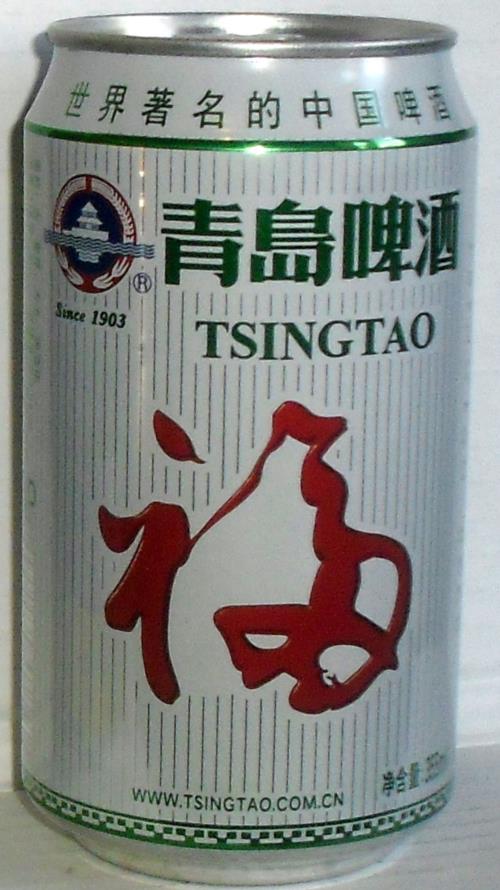 世界著名的中国啤酒
青島啤酒
®
Since 1903
TSINGTAO
福
净合量
WWW.TSINGTAO.COM.CN